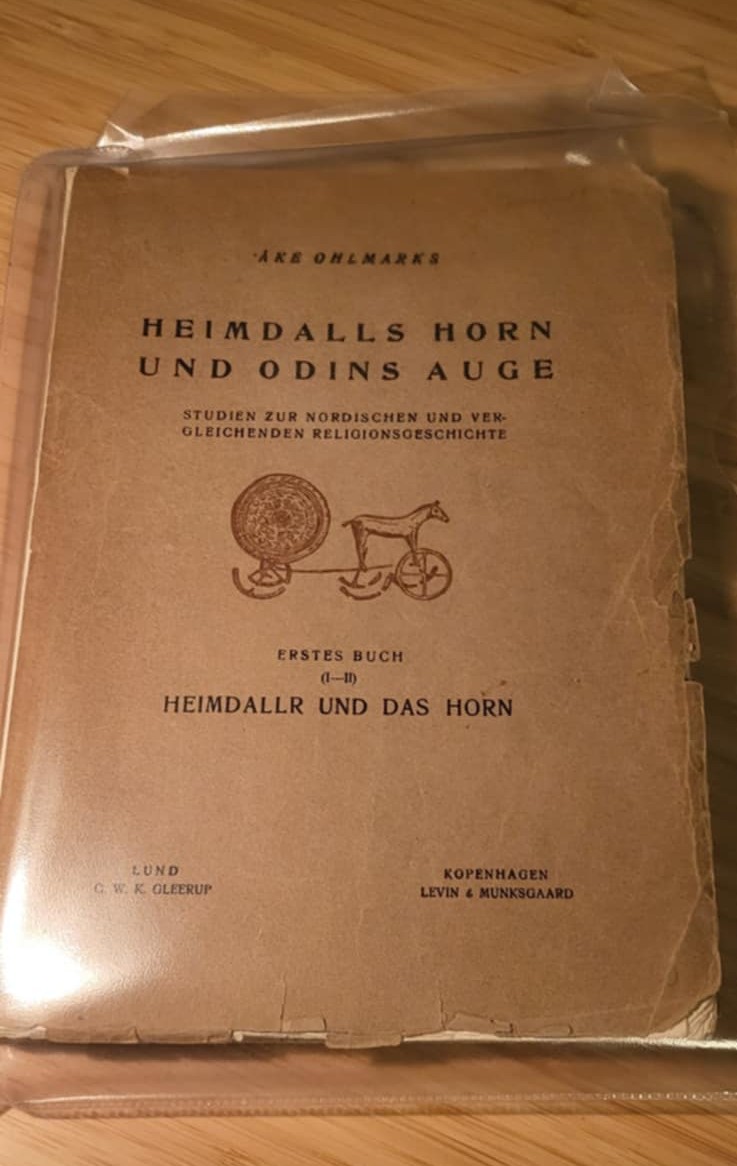 ÅKE OHLMARKS
HEIMDALLS HORN
UND ODINS AUGE
STUDIEN ZUR NORDISCHEN UND VER-
GLEICHENDEN RELIGIONSGESCHICHTE
ERSTES BUCH
(I—II)
HEIMDALLR UND DAS HORN
LUND
C. W. K. GLEERUP
KOPENHAGEN
LEVIN & MUNKSGAARD